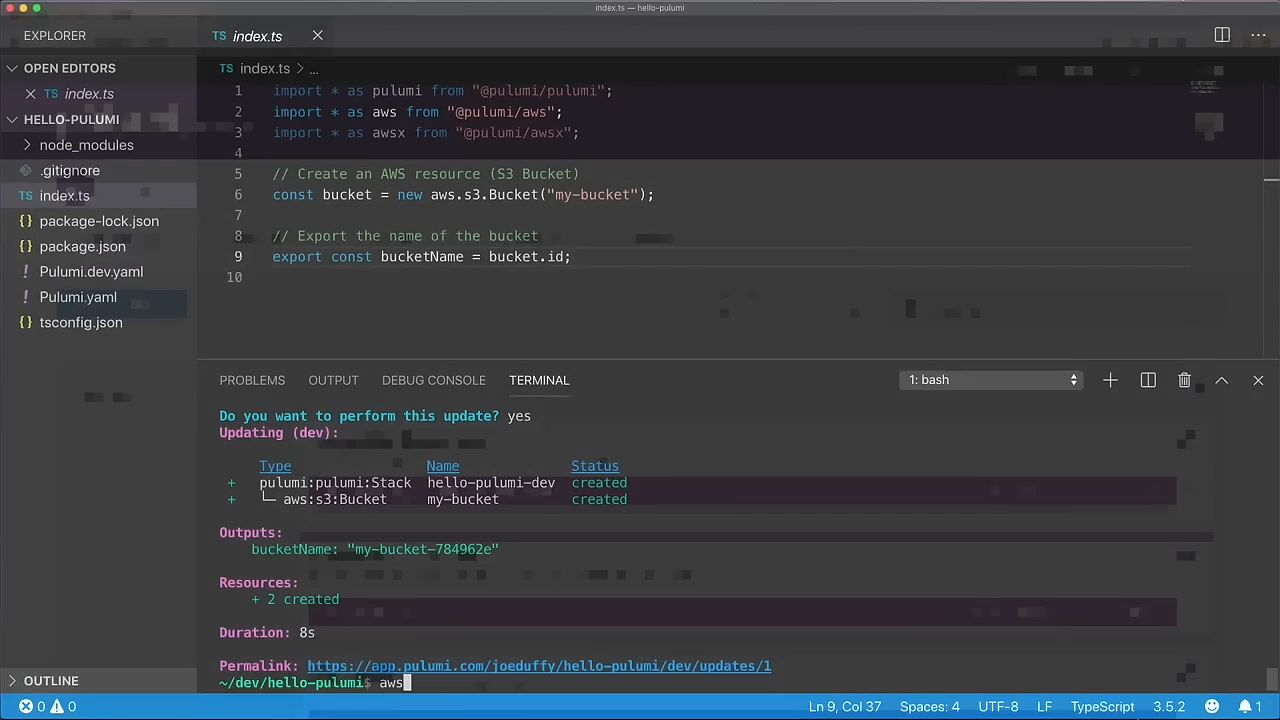 index.ts — hello-pulumi
EXPLORER
TS index.ts
OPEN EDITORS
TS index.ts
HELLO-PULUMI
node_modules
.gitignore
TS index.ts
{} package-lock.json
{} package.json
! Pulumi.dev.yaml
! Pulumi.yaml
{} tsconfig.json
OUTLINE
TS index.ts > ...
1 import * as pulumi from "@pulumi/pulumi";
2 import * as aws from "@pulumi/aws";
3 import * as awsx from "@pulumi/awsx";
4
5 // Create an AWS resource (S3 Bucket)
6 const bucket = new aws.s3.Bucket("my-bucket");
7
8 // Export the name of the bucket
9 export const bucketName = bucket.id;
10
PROBLEMS OUTPUT DEBUG CONSOLE TERMINAL 1: bash
Do you want to perform this update? yes
Updating (dev):
Type Name Status
+ pulumi:pulumi:Stack hello-pulumi-dev created
+ └─ aws:s3:Bucket my-bucket created
Outputs:
bucketName: "my-bucket-784962e"
Resources:
+ 2 created
Duration: 8s
Permalink: https://app.pulumi.com/joeduffy/hello-pulumi/dev/updates/1
~/dev/hello-pulumi$ aws
0 0 Ln 9, Col 37 Spaces: 4 UTF-8 LF TypeScript 3.5.2 1